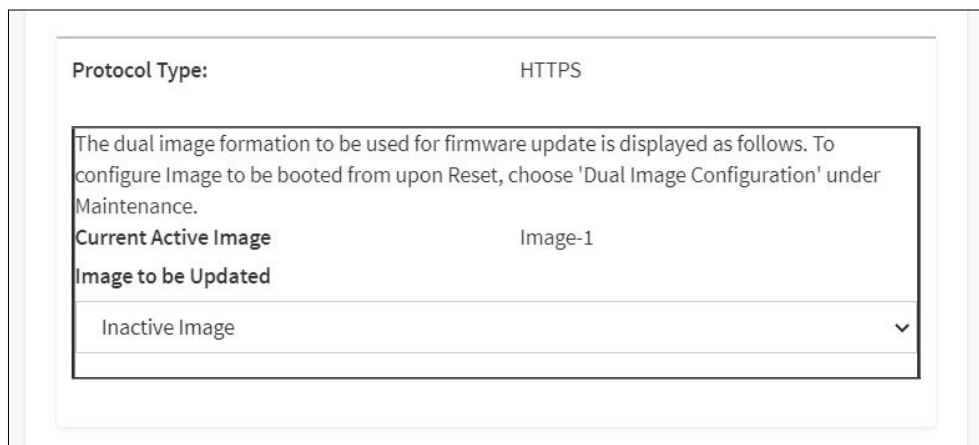 Protocol Type: HTTPS
The dual image formation to be used for firmware update is displayed as follows. To
configure Image to be booted from upon Reset, choose 'Dual Image Configuration' under
Maintenance.
Current Active Image Image-1
Image to be Updated
Inactive Image